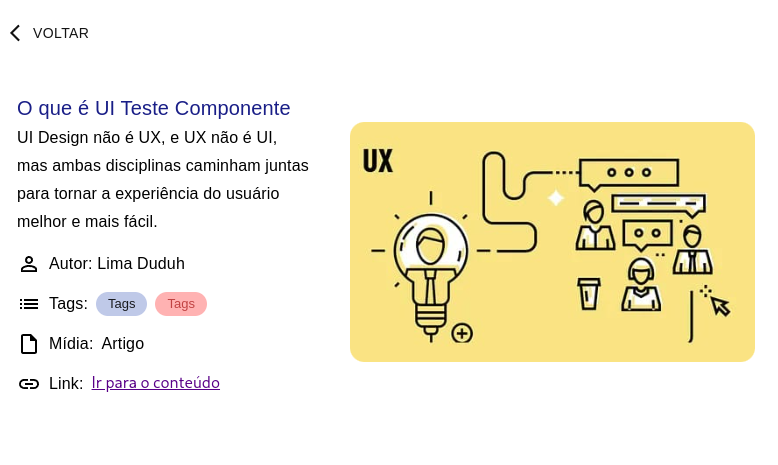 VOLTAR
O que é UI Teste Componente
UI Design não é UX, e UX não é UI,
mas ambas disciplinas caminham juntas
para tornar a experiência do usuário
melhor e mais fácil.
Autor: Lima Duduh
Tags: Tags Tags
Mídia: Artigo
Link: Ir para o conteúdo
UX